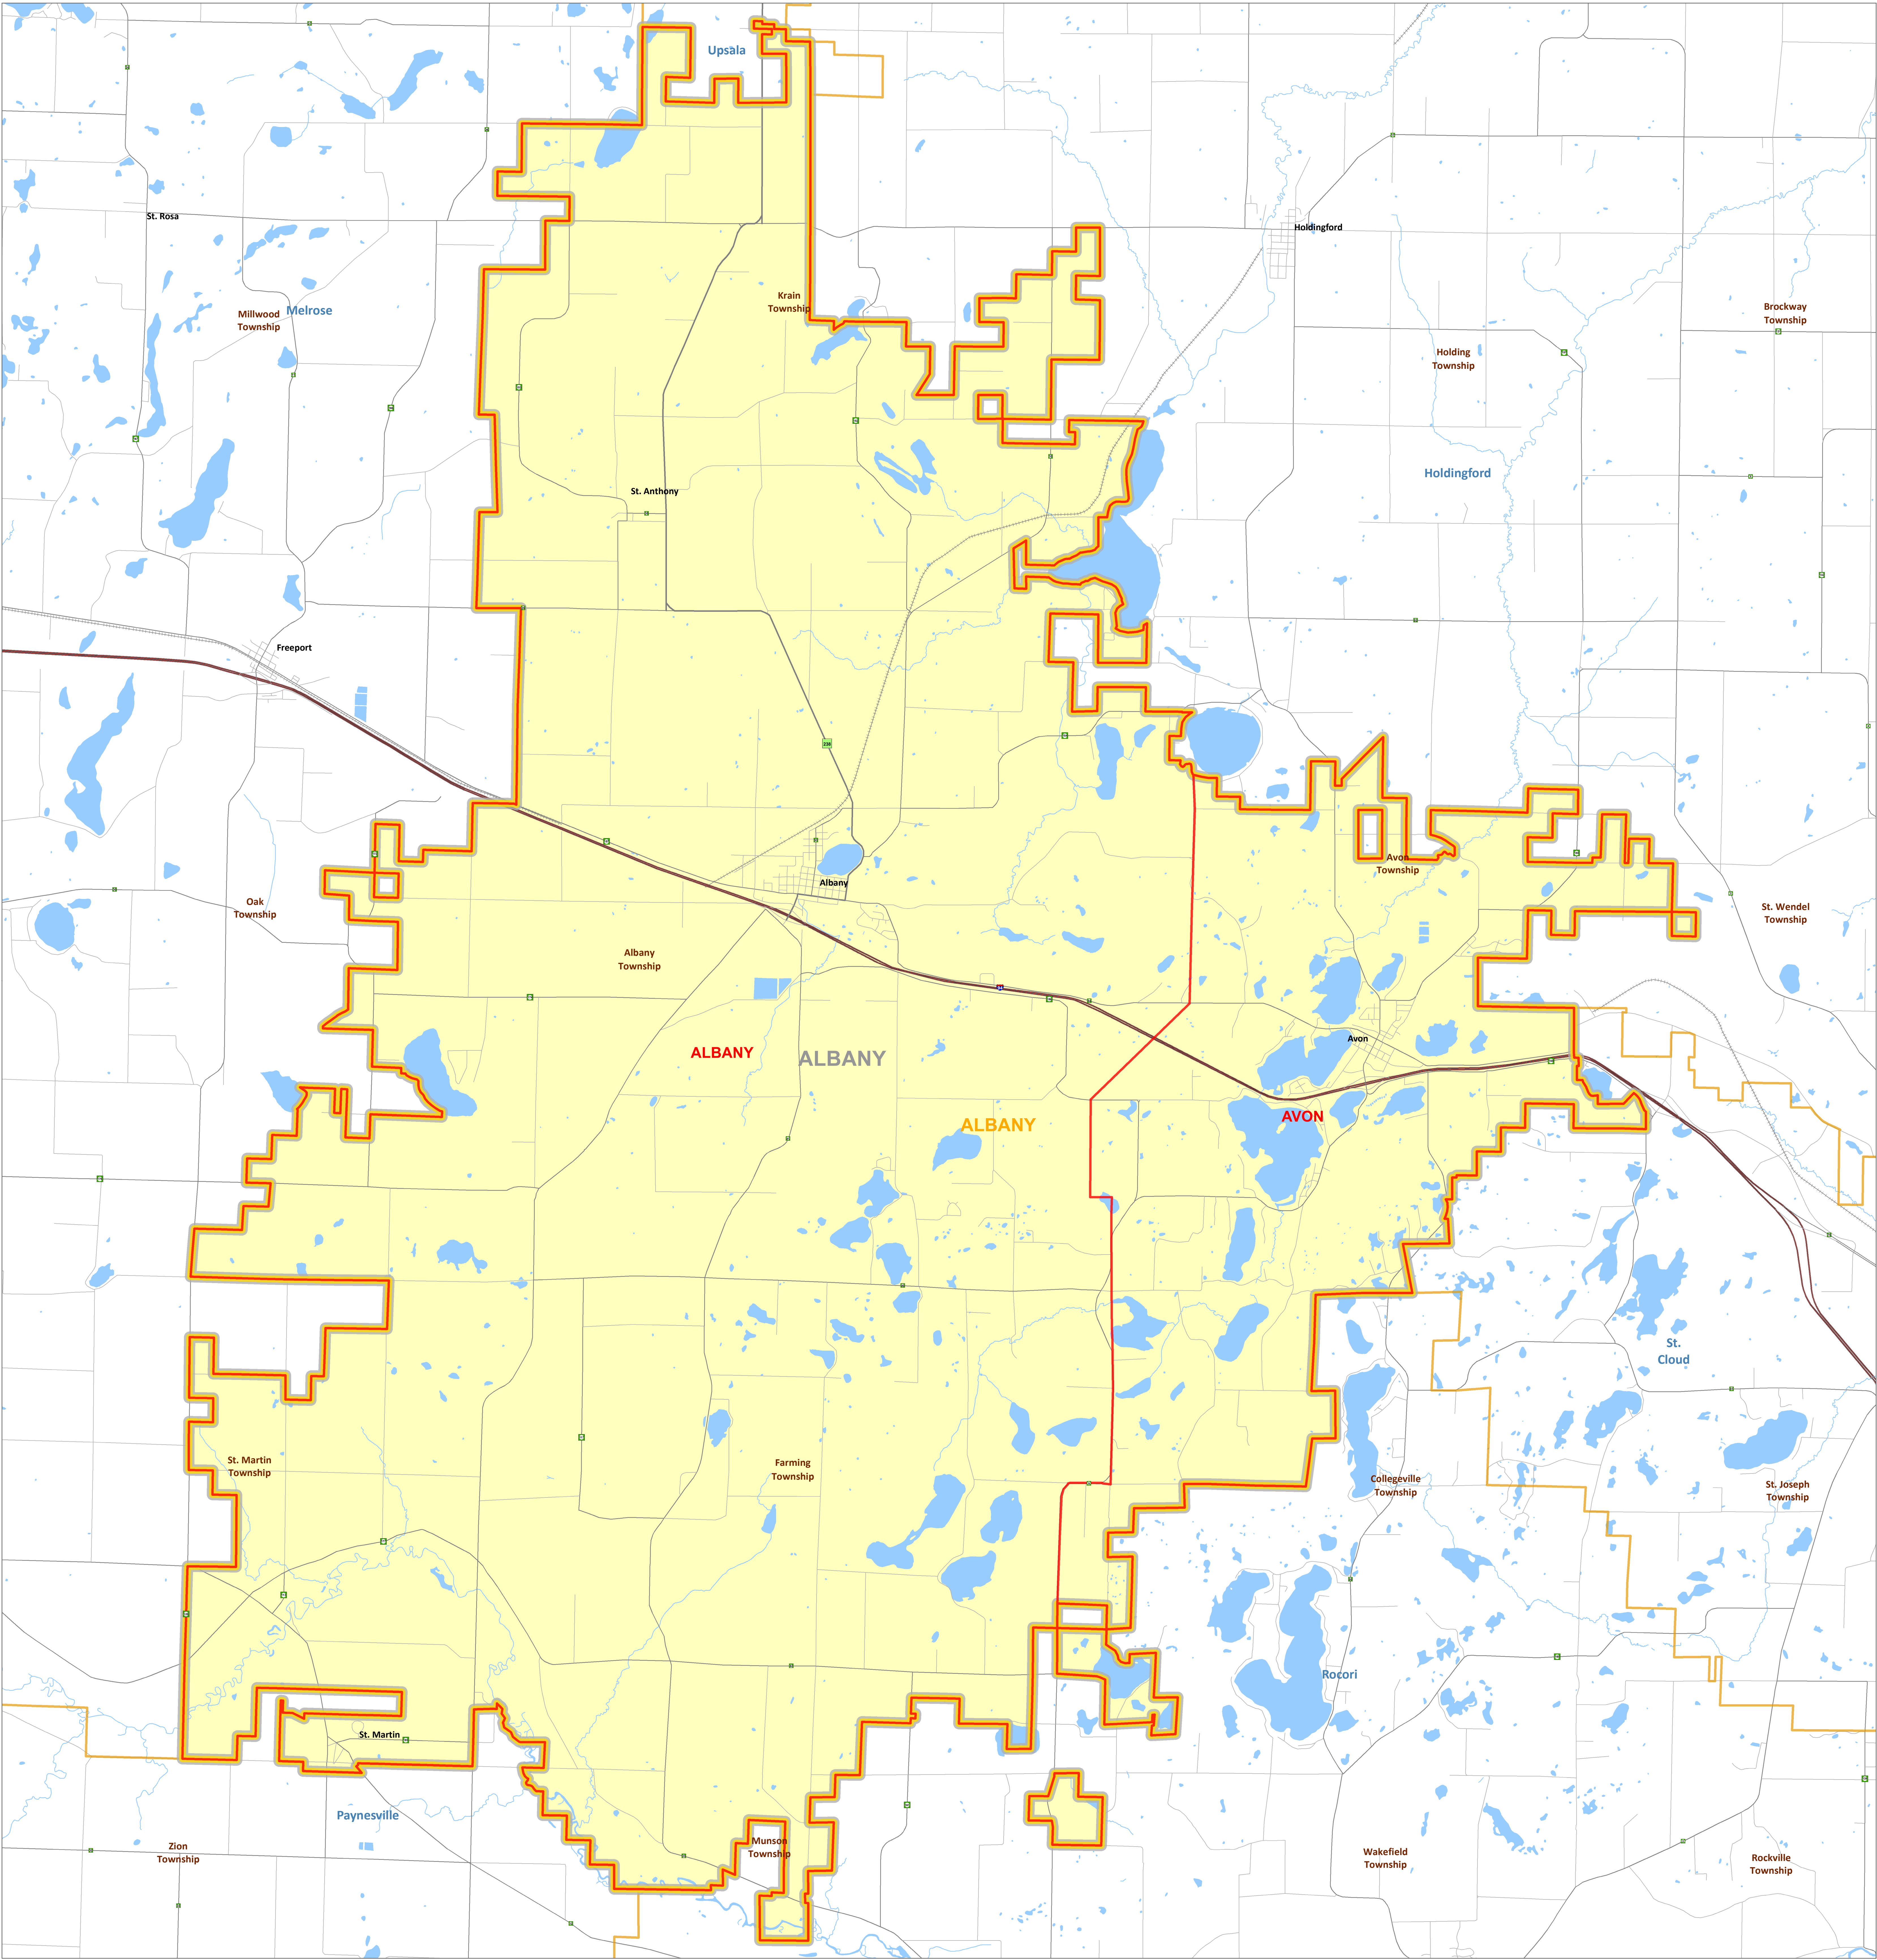 Upsala
St. Rosa
Holdingford
Krain
Township
Millwood
Township
Melrose
Brockway
Township
Holding
Township
Holdingford
St. Anthony
Freeport
238
Avon
Township
Albany
Oak
Township
St. Wendel
Township
Albany
Township
Avon
ALBANY
ALBANY
AVON
ALBANY
St.
Cloud
St. Martin
Township
Farming
Township
Collegeville
Township
St. Joseph
Township
Rocori
St. Martin
Paynesville
Munson
Township
Zion
Township
Wakefield
Township
Rockville
Township